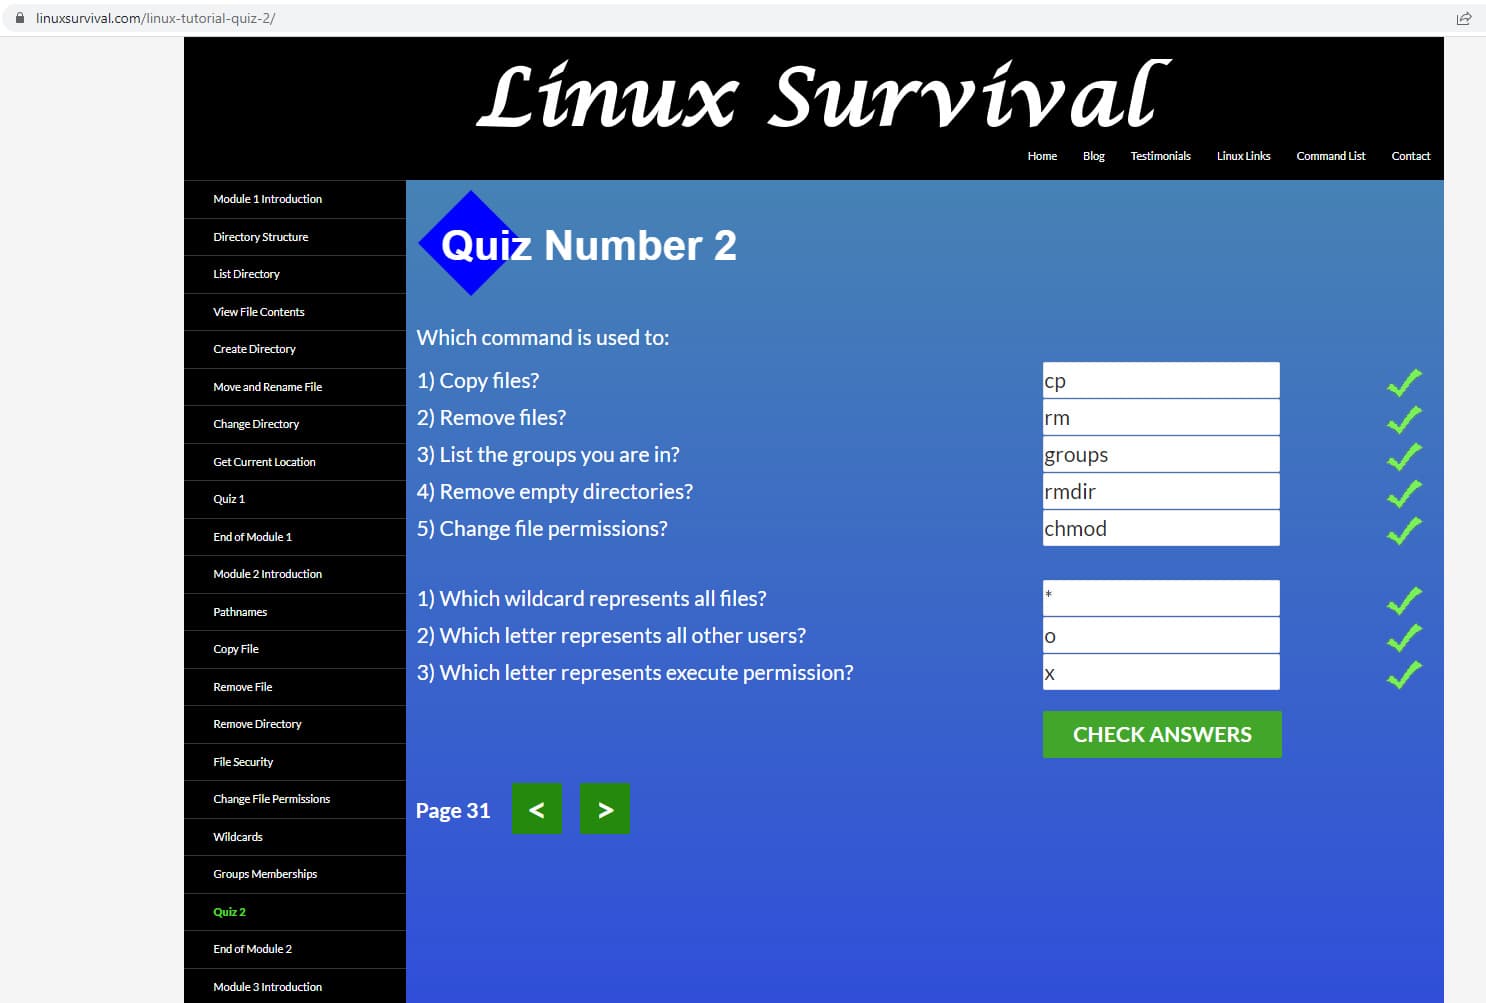 linuxsurvival.com/linux-tutorial-quiz-2/
Linux Survival
Home Blog Testimonials Linux Links Command List Contact
Module 1 Introduction
Directory Structure
List Directory
View File Contents
Create Directory
Move and Rename File
Change Directory
Get Current Location
Quiz 1
End of Module 1
Module 2 Introduction
Pathnames
Copy File
Remove File
Remove Directory
File Security
Change File Permissions
Wildcards
Groups Memberships
Quiz 2
End of Module 2
Module 3 Introduction
Quiz Number 2
Which command is used to:
1) Copy files? cp
2) Remove files? rm
3) List the groups you are in? groups
4) Remove empty directories? rmdir
5) Change file permissions? chmod
1) Which wildcard represents all files? *
2) Which letter represents all other users? o
3) Which letter represents execute permission? x
CHECK ANSWERS
Page 31 < >